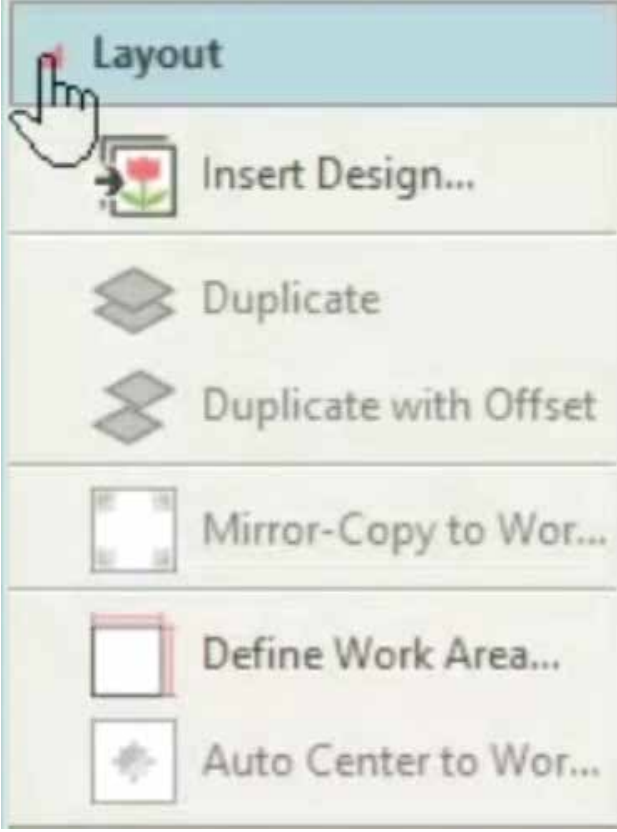 Layout
Insert Design...
Duplicate
Duplicate with Offset
Mirror-Copy to Wor...
Define Work Area...
Auto Center to Wor...